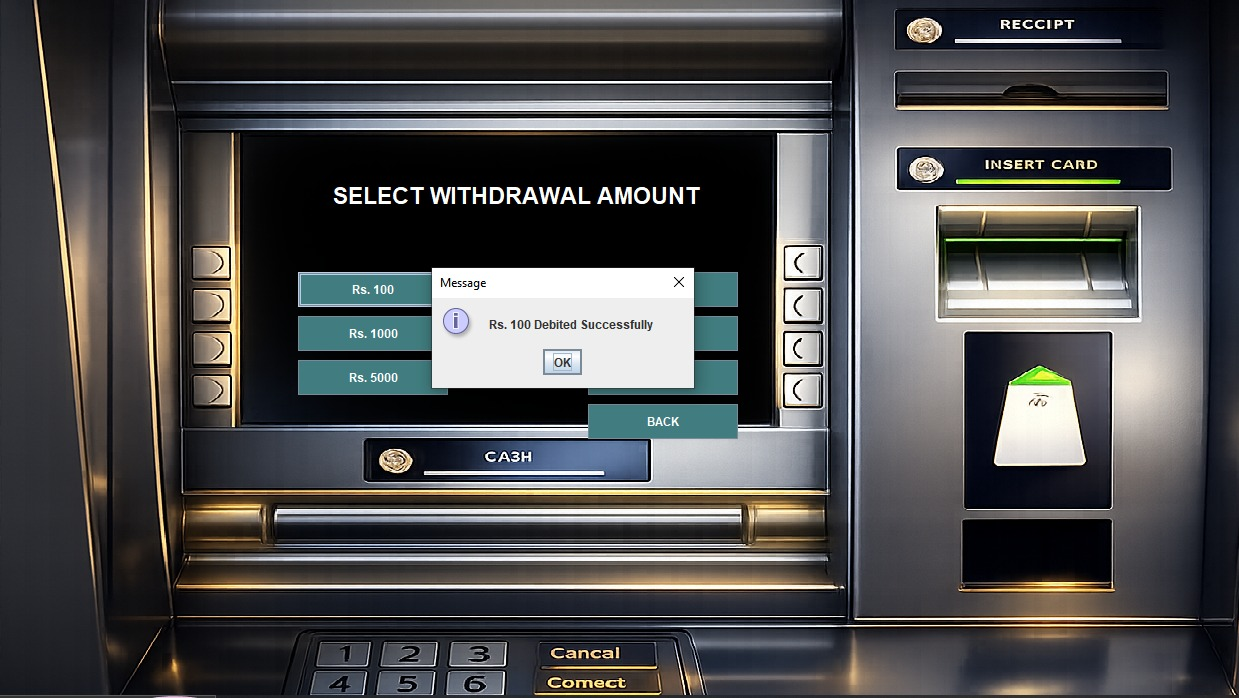 RECCIPT
INSERT CARD
SELECT WITHDRAWAL AMOUNT
Message
Rs. 100
Rs. 100 Debited Successfully
Rs. 1000
OK
Rs. 5000
BACK
CA3H
1 2 3 Cancal
4 5 6 Comect